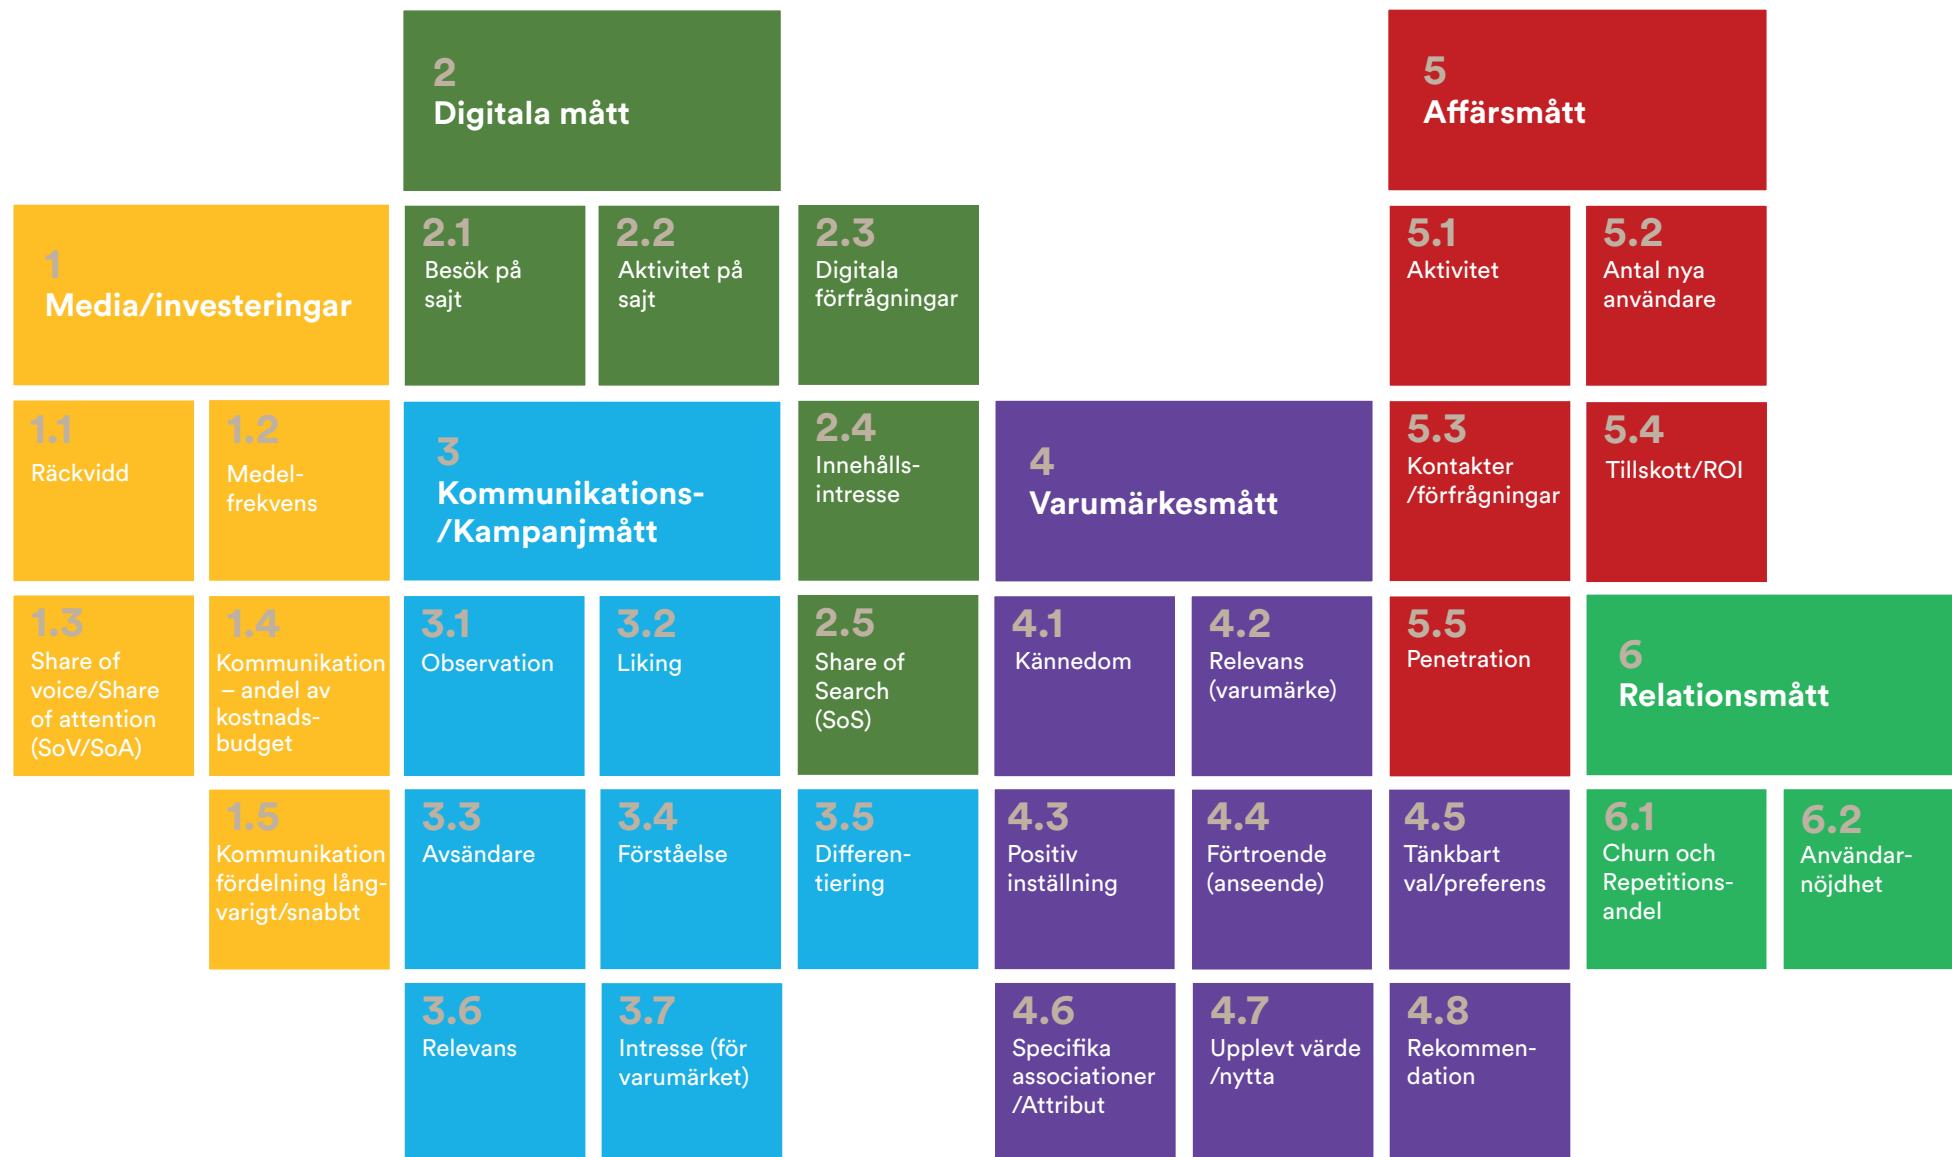 2
Digitala mått
5
Affärsmått
1
Media/investeringar
2.1
Besök på
sajt
2.2
Aktivitet på
sajt
2.3
Digitala
förfrågningar
5.1
Aktivitet
5.2
Antal nya
användare
1.1
Räckvidd
1.2
Medel-
frekvens
3
Kommunikations-
/Kampanjmått
2.4
Innehålls-
intresse
4
Varumärkesmått
5.3
Kontakter
/förfrågningar
5.4
Tillskott/ROI
1.3
Share of
voice/Share
of attention
(SoV/SoA)
1.4
Kommunikation
– andel av
kostnads-
budget
3.1
Observation
3.2
Liking
2.5
Share of
Search
(SoS)
4.1
Kännedom
4.2
Relevans
(varumärke)
5.5
Penetration
6
Relationsmått
1.5
Kommunikation
fördelning lång-
varigt/snabbt
3.3
Avsändare
3.4
Förståelse
3.5
Differen-
tiering
4.3
Positiv
inställning
4.4
Förtroende
(anseende)
4.5
Tänkbart
val/preferens
6.1
Churn och
Repetitions-
andel
6.2
Användar-
nöjdhet
3.6
Relevans
3.7
Intresse (för
varumärket)
4.6
Specifika
associationer
/Attribut
4.7
Upplevt värde
/nytta
4.8
Rekommen-
dation